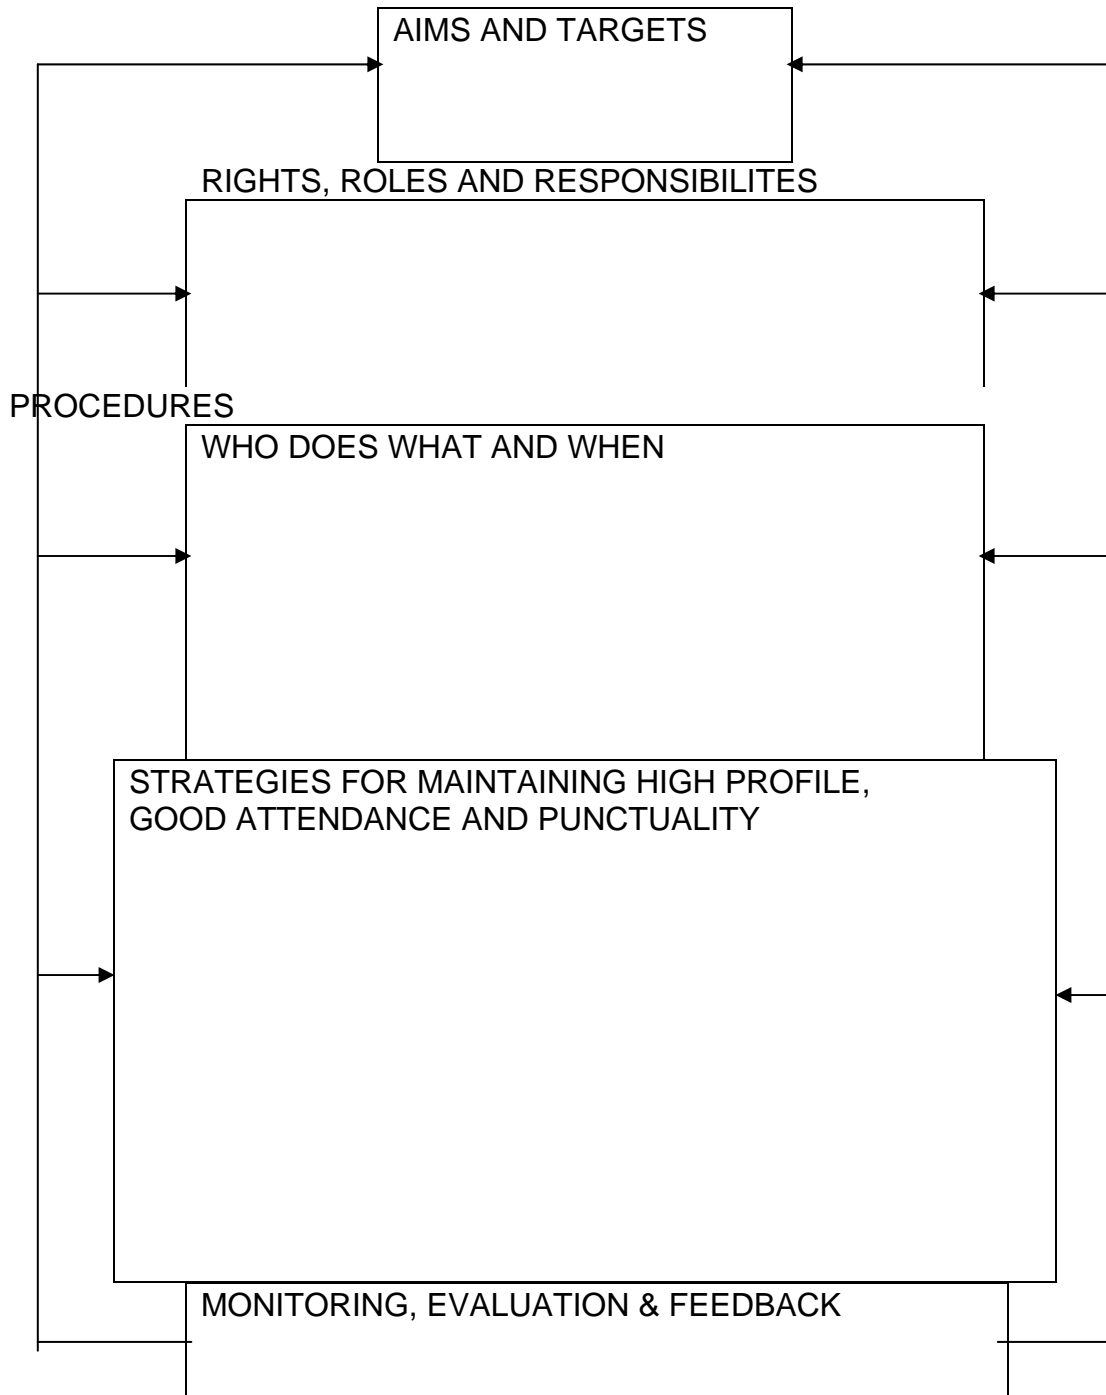 AIMS AND TARGETS
RIGHTS, ROLES AND RESPONSIBILITES
PROCEDURES
WHO DOES WHAT AND WHEN
STRATEGIES FOR MAINTAINING HIGH PROFILE,
GOOD ATTENDANCE AND PUNCTUALITY
MONITORING, EVALUATION & FEEDBACK